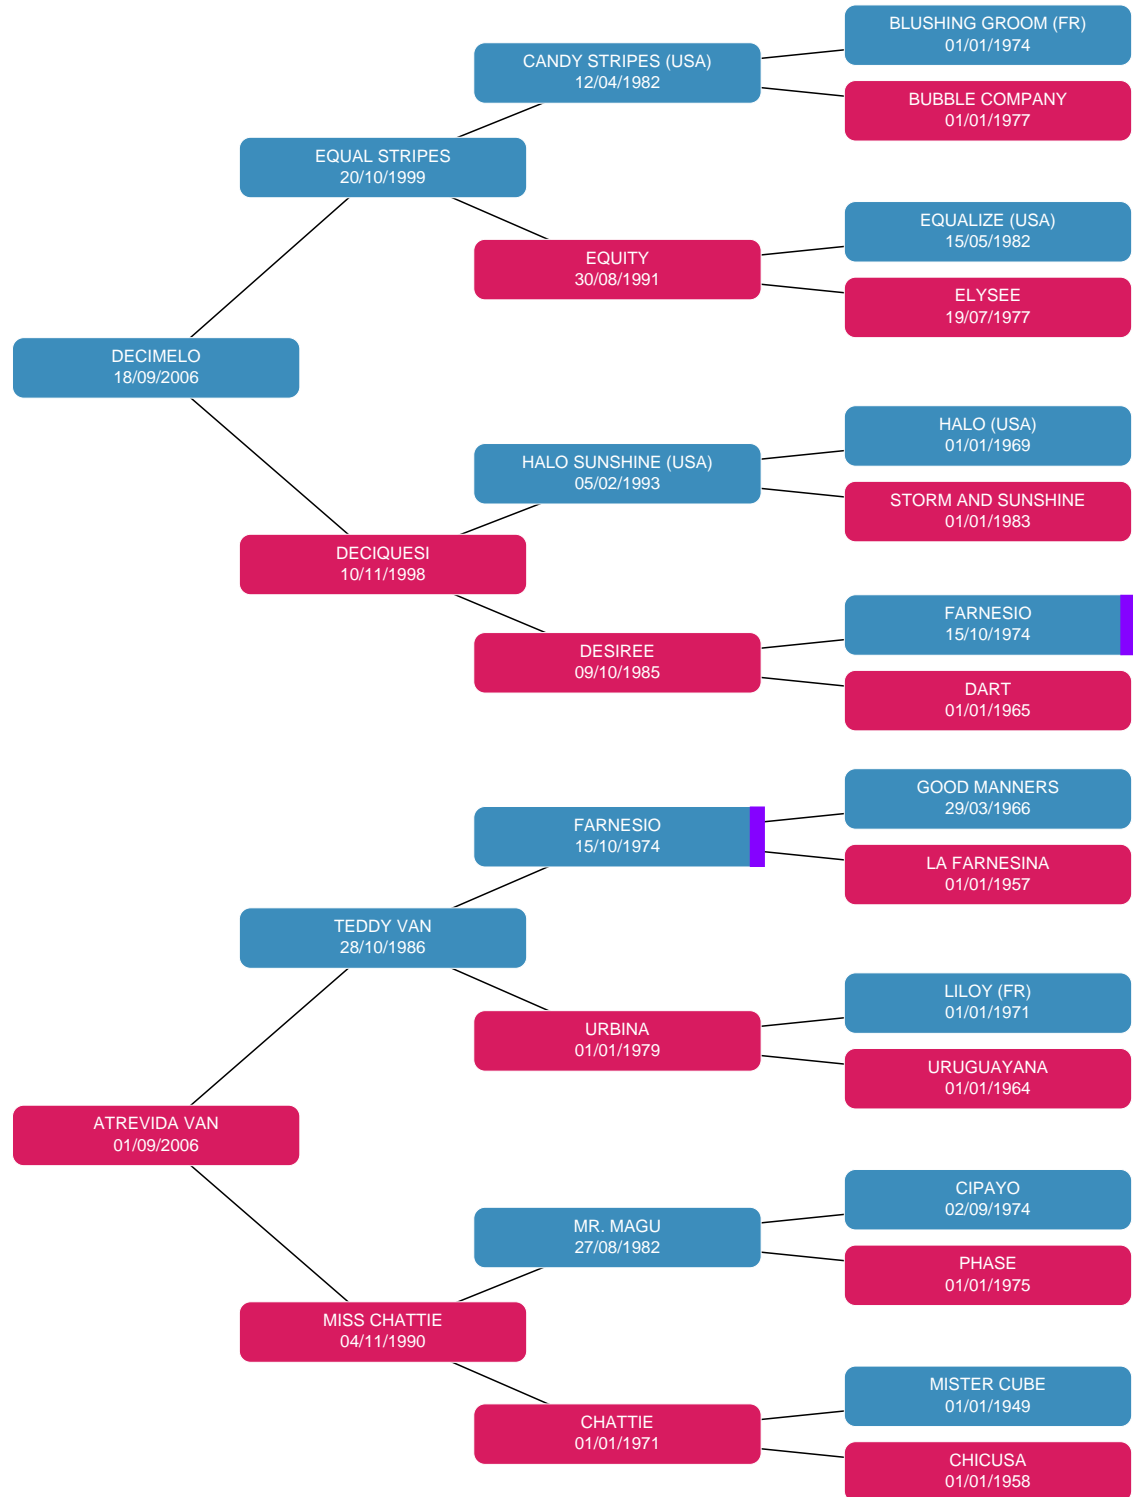 BLUSHING GROOM (FR)
01/01/1974
CANDY STRIPES (USA)
12/04/1982
BUBBLE COMPANY
01/01/1977
EQUAL STRIPES
20/10/1999
EQUALIZE (USA)
15/05/1982
EQUITY
30/08/1991
ELYSEE
19/07/1977
DECIMELO
18/09/2006
HALO (USA)
01/01/1969
HALO SUNSHINE (USA)
05/02/1993
STORM AND SUNSHINE
01/01/1983
DECIQUESI
10/11/1998
FARNESIO
15/10/1974
DESIREE
09/10/1985
DART
01/01/1965
GOOD MANNERS
29/03/1966
FARNESIO
15/10/1974
LA FARNESINA
01/01/1957
TEDDY VAN
28/10/1986
LILOY (FR)
01/01/1971
URBINA
01/01/1979
URUGUAYANA
01/01/1964
ATREVIDA VAN
01/09/2006
CIPAYO
02/09/1974
MR. MAGU
27/08/1982
PHASE
01/01/1975
MISS CHATTIE
04/11/1990
MISTER CUBE
01/01/1949
CHATTIE
01/01/1971
CHICUSA
01/01/1958